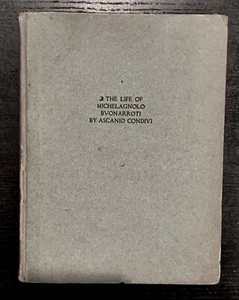 THE LIFE OF
MICHELAGNOLO
BVONARROTI
BY ASCANIO CONDIVI